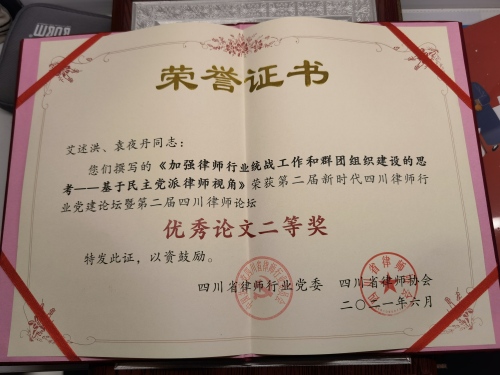 荣誉证书
艾述洪、袁夜丹同志：
您们撰写的《加强律师行业统战工作和群团组织建设的思
考——基于民主党派律师视角》荣获第二届新时代四川律师行
业党建论坛暨第二届四川律师论坛
优秀论文二等奖
特发此证，以资鼓励。
四川省律师行业党委 四川省律师协会
二〇二一年六月